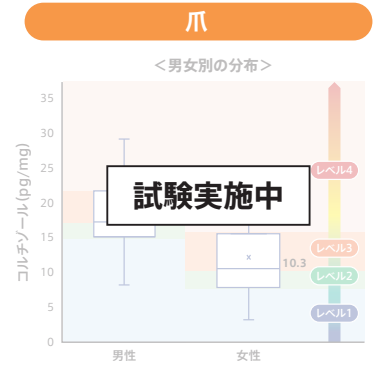 爪
＜男女別の分布＞
コルチゾール(pg/mg)
35
30
25
20
15
10
5
0
試験実施中
10.3
レベル4
レベル3
レベル2
レベル1
男性
女性